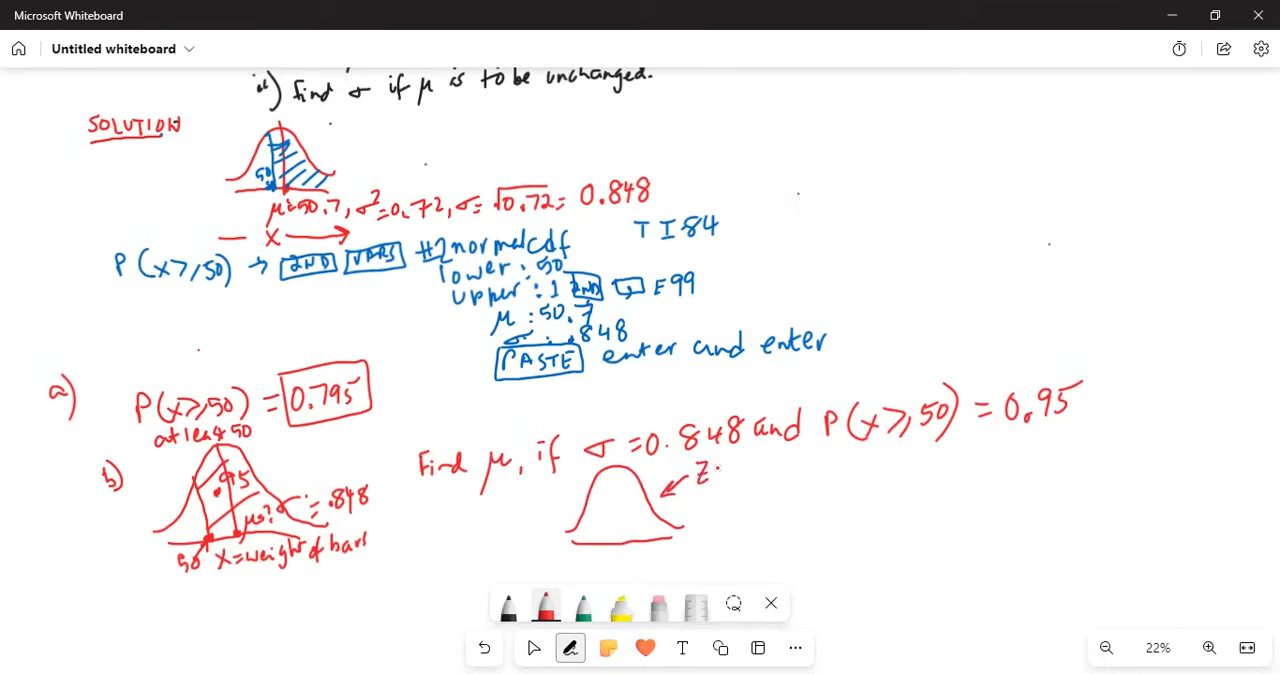 Microsoft Whiteboard
Untitled whiteboard
ii) find σ if μ is to be unchanged.
SOLUTION
50
μ=50.7, σ²=0.72, σ=√0.72= 0.848
X
TI84
P(x≥,50) → 2ND VARS #2normalcdf
lower:50
upper:1 2ND , E99
μ:50.7
σ:.848
PASTE enter and enter
a) P(x≥,50) = 0.795
at least 50
Find μ, if σ=0.848 and P(x≥,50) = 0.95
b) .95
μ=? σ=.848
Z
50 X=weight of bars
22%